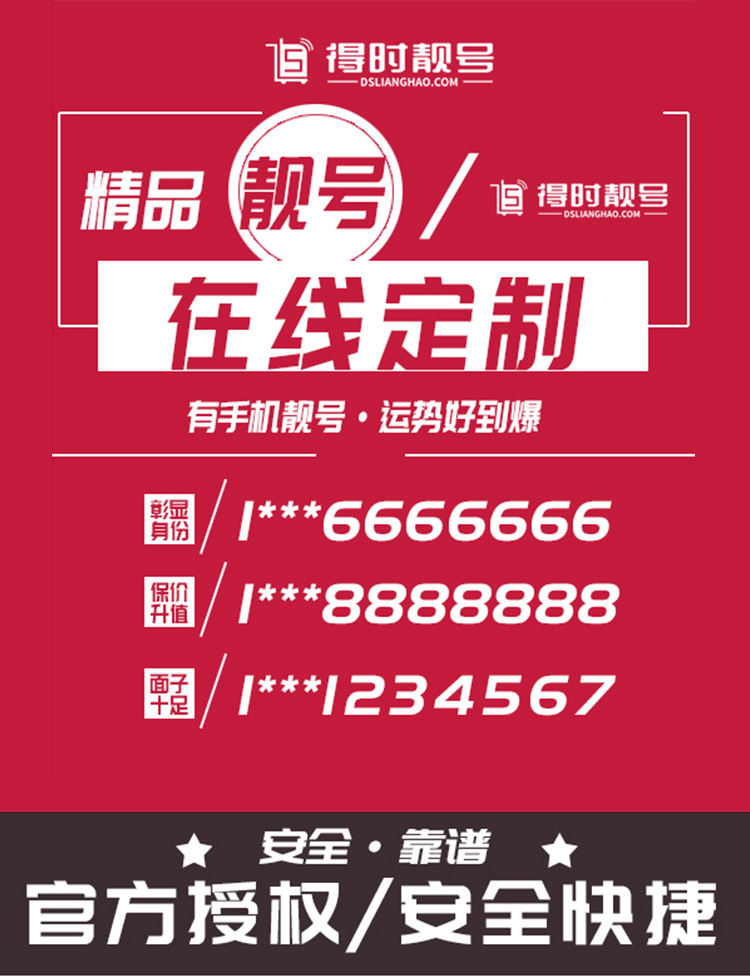 得时靓号
DSLIANGHAO.COM
精品 靓号 / 得时靓号
DSLIANGHAO.COM
在线定制
有手机靓号·运势好到爆
彰显
身份 / 1***6666666
保价
升值 / 1***8888888
面子
十足 / 1***1234567
★ 安全·靠谱 ★
官方授权/安全快捷